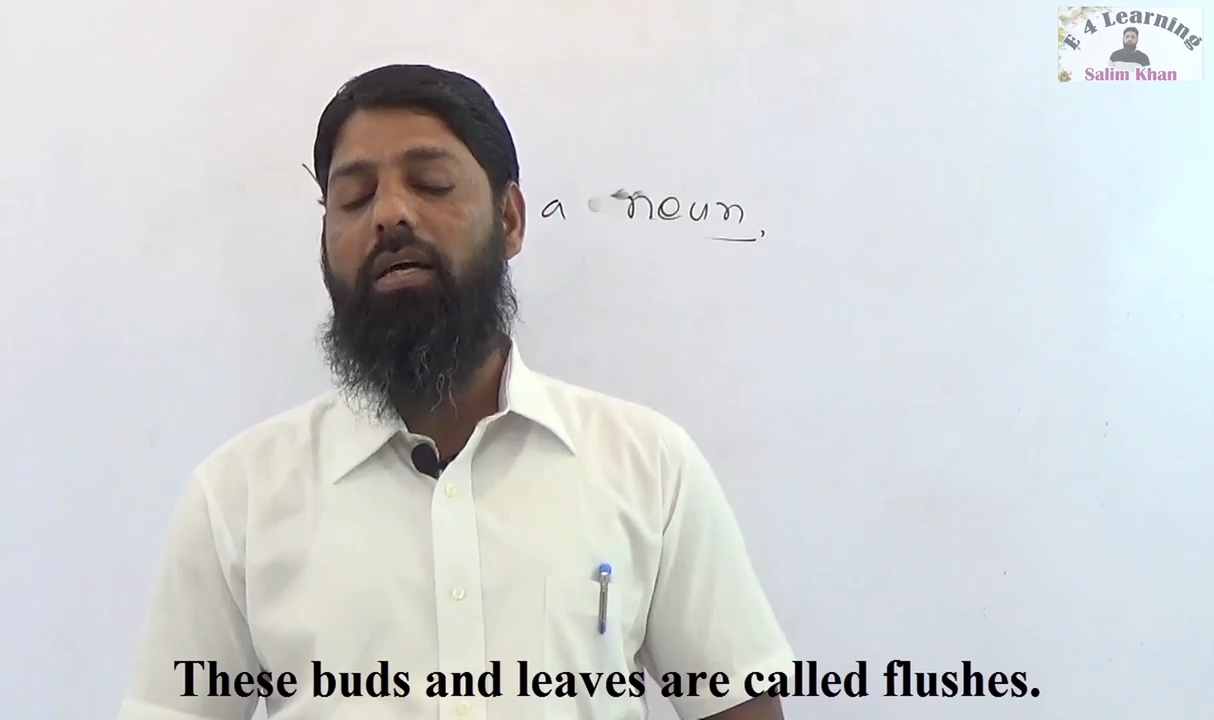 E 4 Learning
Salim Khan
a noun,
These buds and leaves are called flushes.